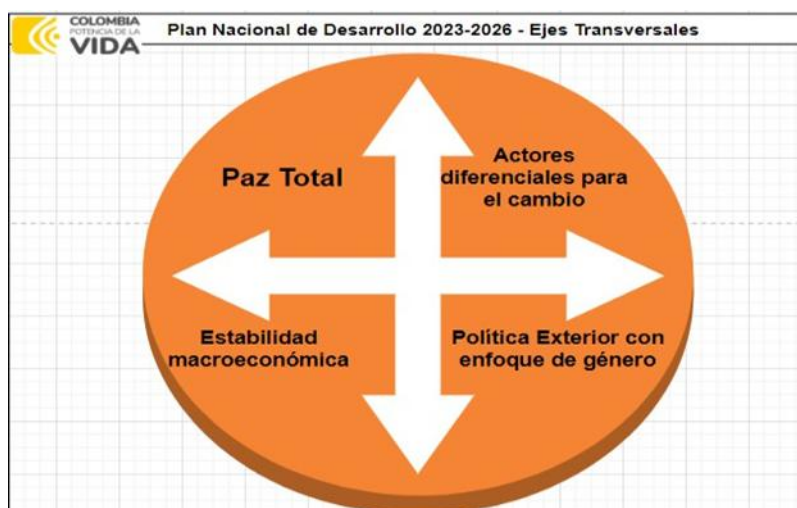 COLOMBIA
POTENCIA DE LA
VIDA
Plan Nacional de Desarrollo 2023-2026 - Ejes Transversales
Paz Total
Actores
diferenciales para
el cambio
Estabilidad
macroeconómica
Política Exterior con
enfoque de género